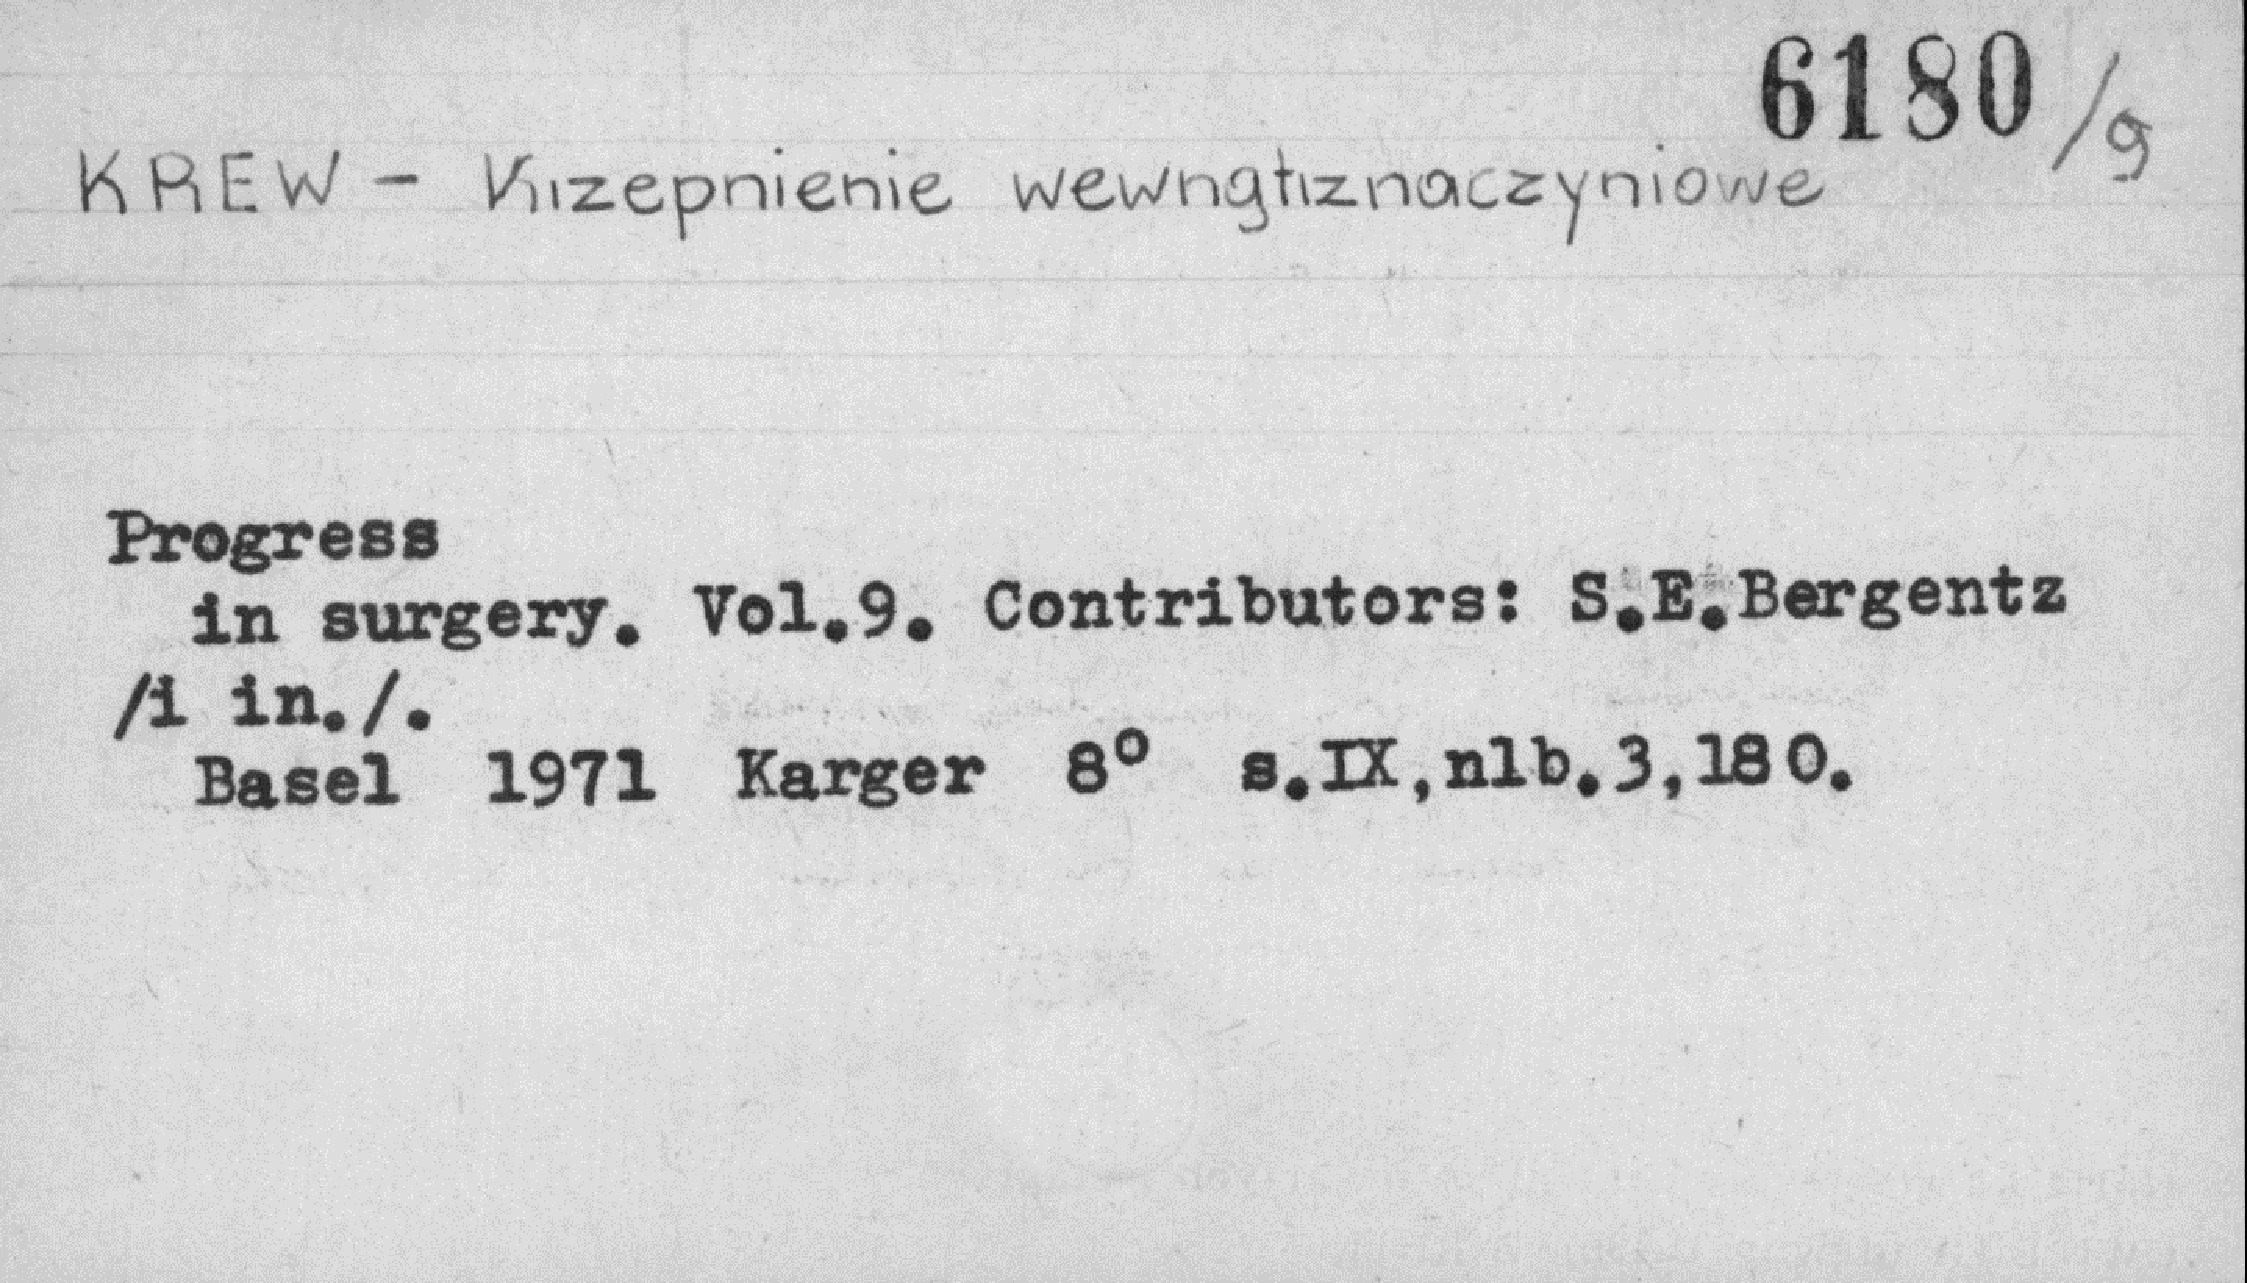 6180/9
KREW - Krzepnienie wewngtrznaczyniowe
Progress
in surgery. Vol.9. Contributors: S.E.Bergentz
/i in./.
Basel 1971 Karger 8° s.IX,nlb.3,180.